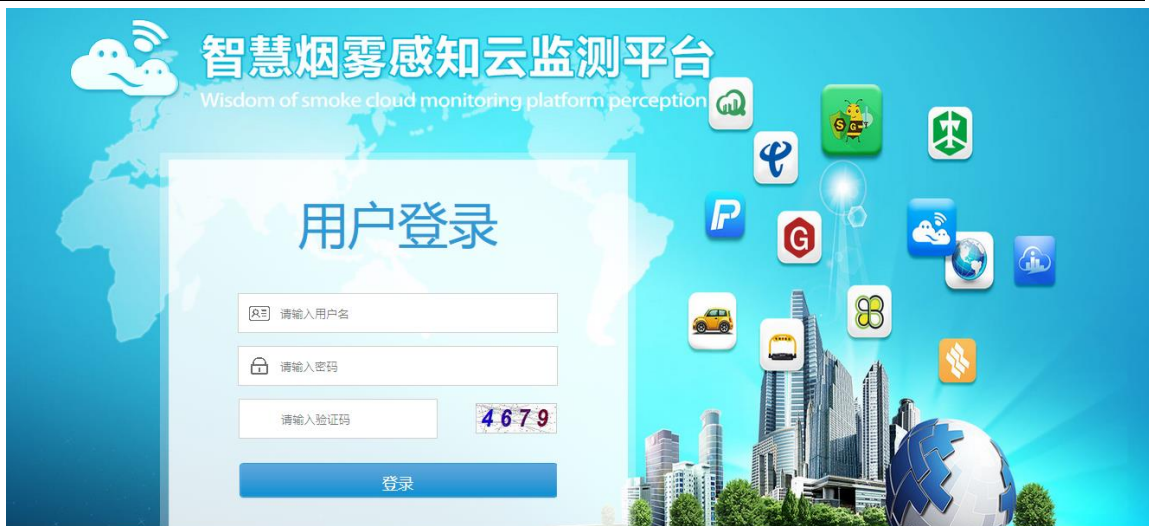 智慧烟雾感知云监测平台
Wisdom of smoke cloud monitoring platform perception
用户登录
请输入用户名
请输入密码
请输入验证码
4679
登录
S G
G